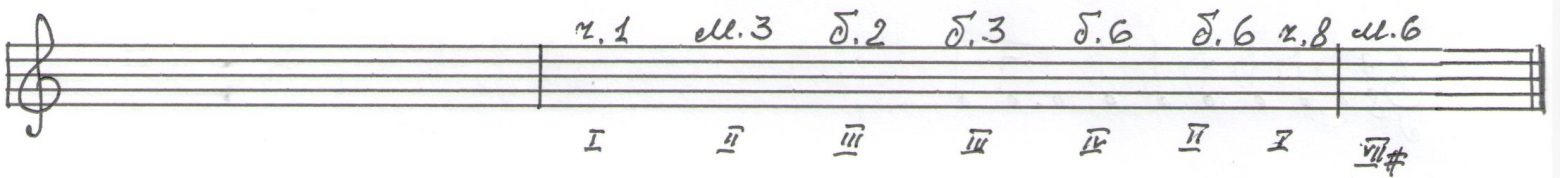 ч.1 м.3 б.2 б.3 б.6 б.6 ч.8 м.6
I II III III IV II I VII#